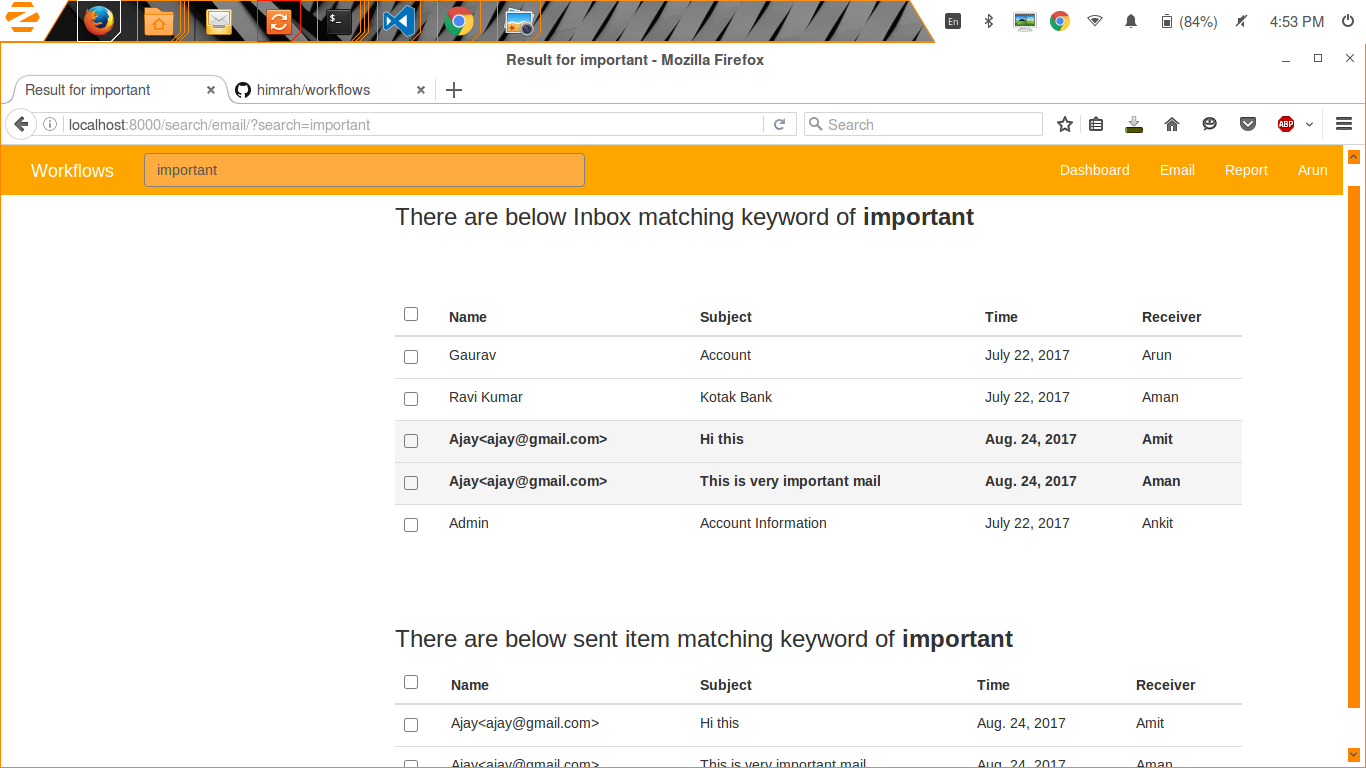 $_
En
(84%)
4:53 PM
Result for important - Mozilla Firefox
Result for important
himrah/workflows
localhost:8000/search/email/?search=important
Search
ABP
Workflows
important
Dashboard
Email
Report
Arun
There are below Inbox matching keyword of important
Name Subject Time Receiver
Gaurav Account July 22, 2017 Arun
Ravi Kumar Kotak Bank July 22, 2017 Aman
Ajay<ajay@gmail.com> Hi this Aug. 24, 2017 Amit
Ajay<ajay@gmail.com> This is very important mail Aug. 24, 2017 Aman
Admin Account Information July 22, 2017 Ankit
There are below sent item matching keyword of important
Name Subject Time Receiver
Ajay<ajay@gmail.com> Hi this Aug. 24, 2017 Amit
Ajay<ajay@gmail.com> This is very important mail Aug. 24, 2017 Aman